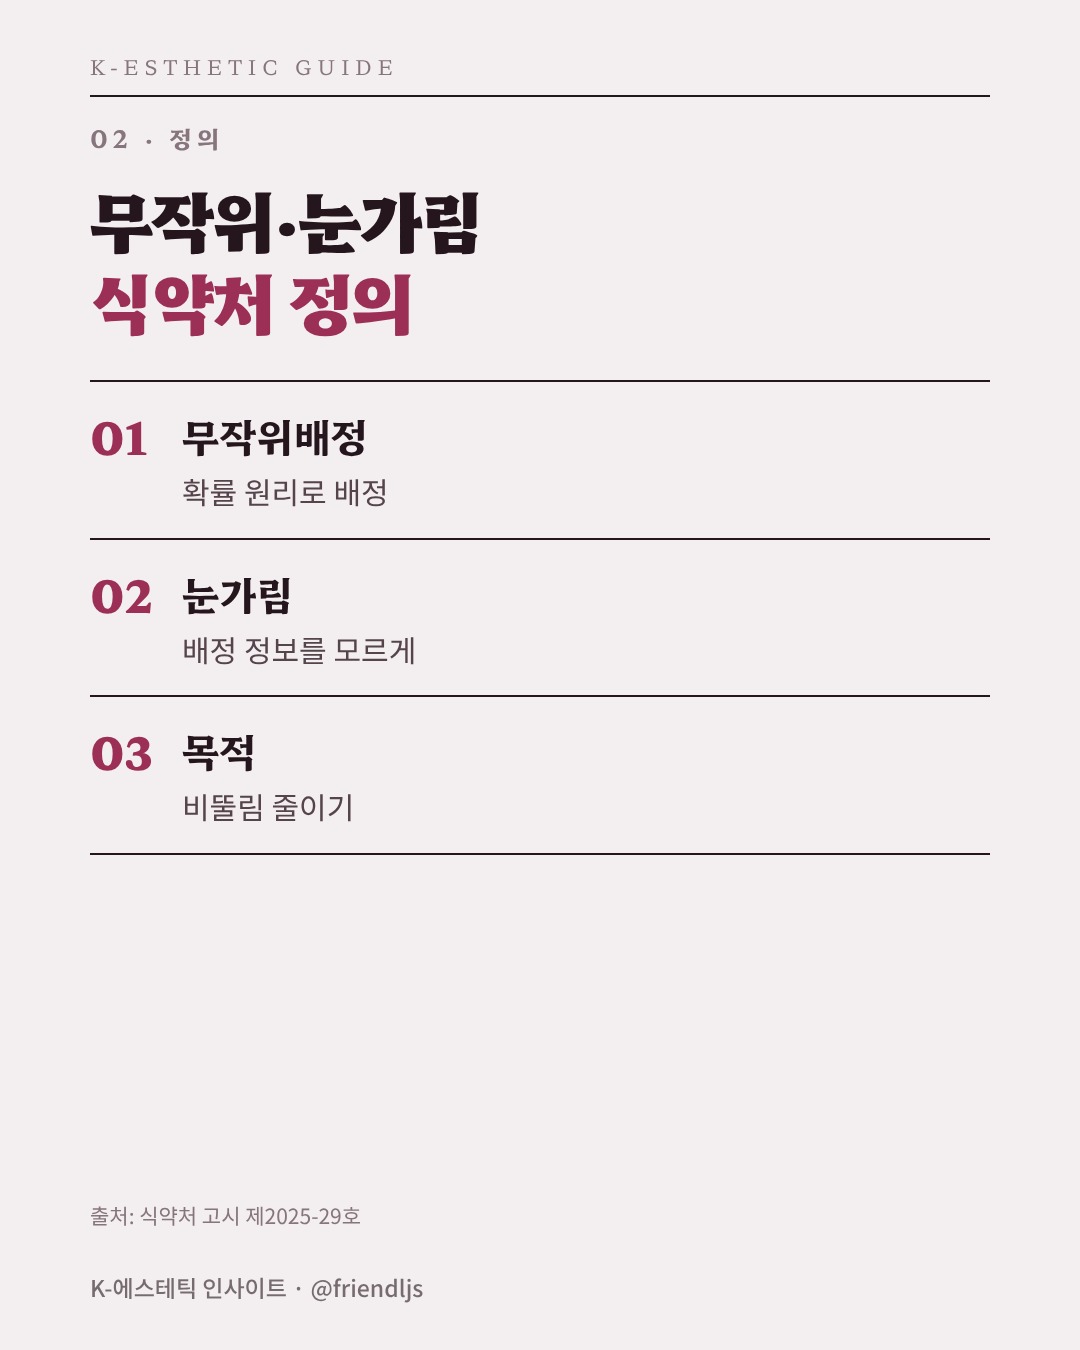 K-ESTHETIC GUIDE
02 · 정의
무작위·눈가림
식약처 정의
01 무작위배정
확률 원리로 배정
02 눈가림
배정 정보를 모르게
03 목적
비뚤림 줄이기
출처: 식약처 고시 제2025-29호
K-에스테틱 인사이트 · @friendljs